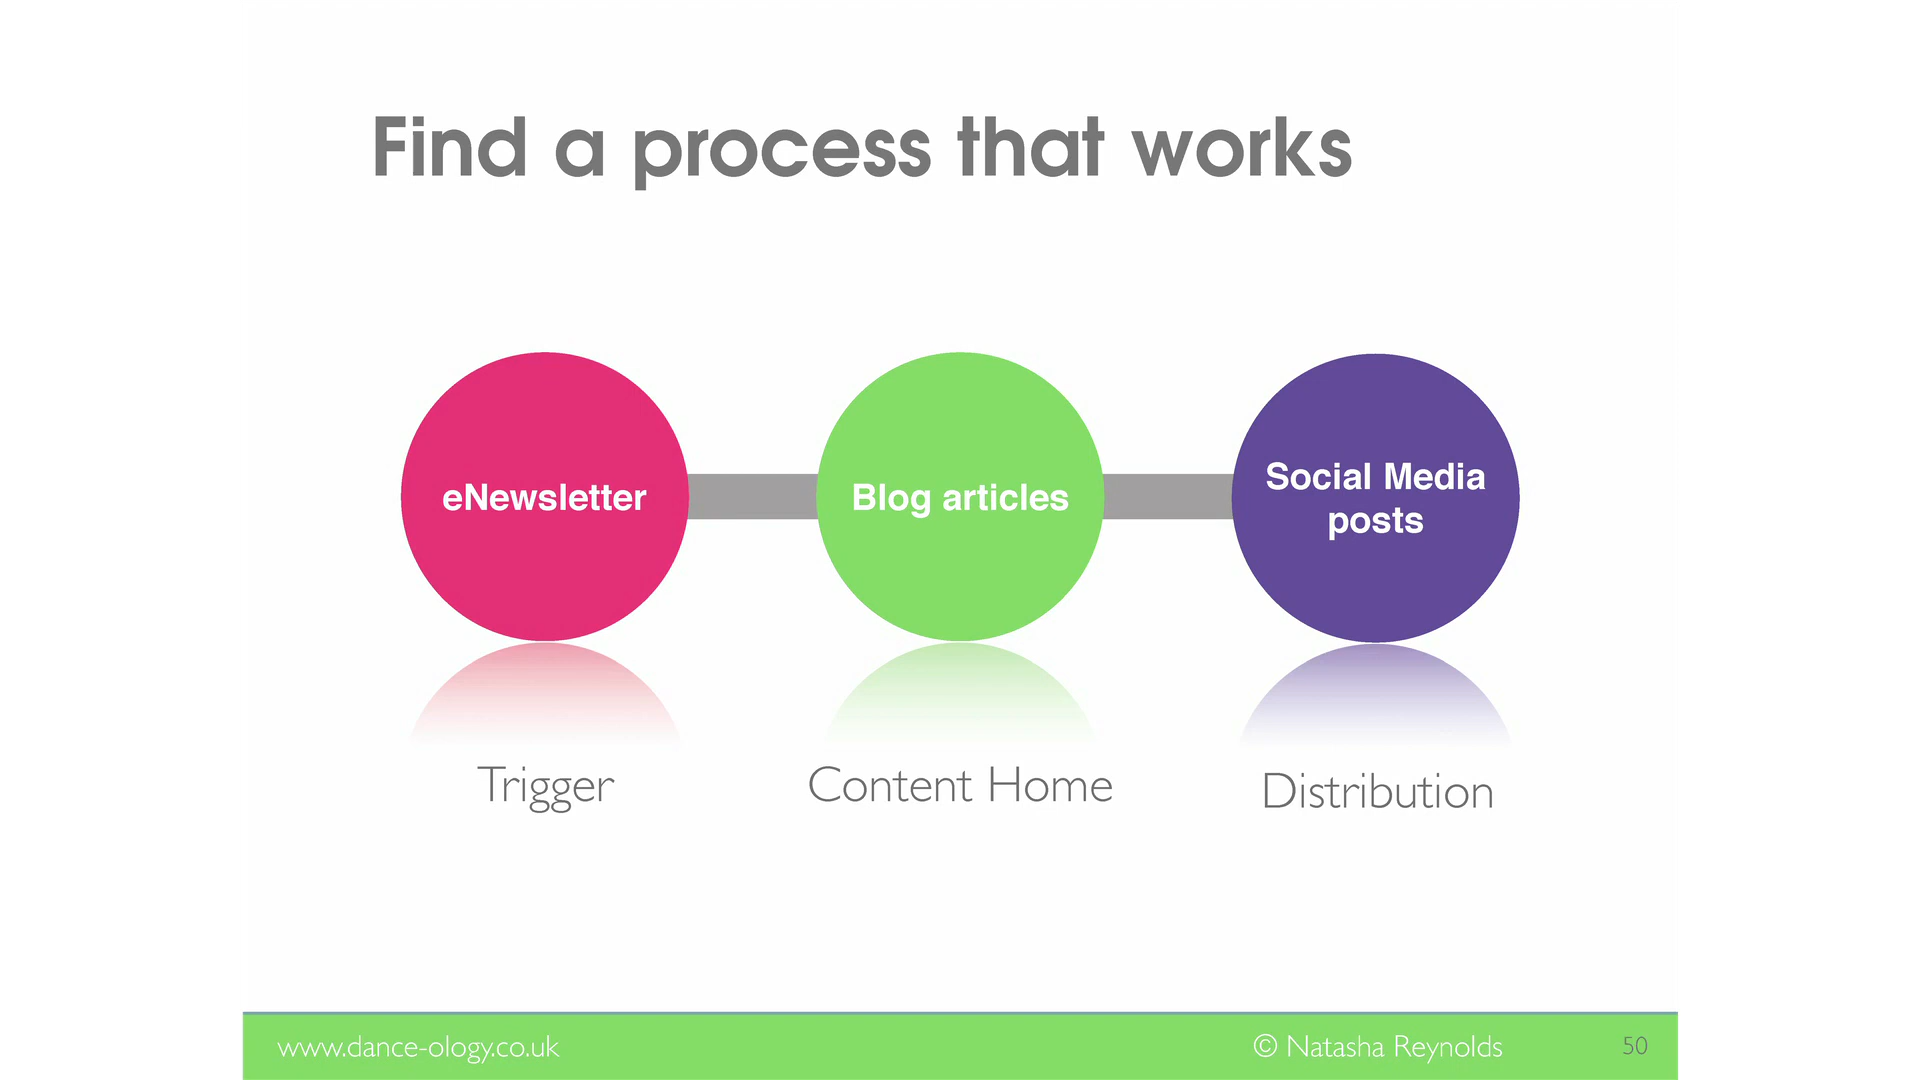 Find a process that works
eNewsletter
Blog articles
Social Media
posts
Trigger
Content Home
Distribution
www.dance-ology.co.uk
© Natasha Reynolds
50